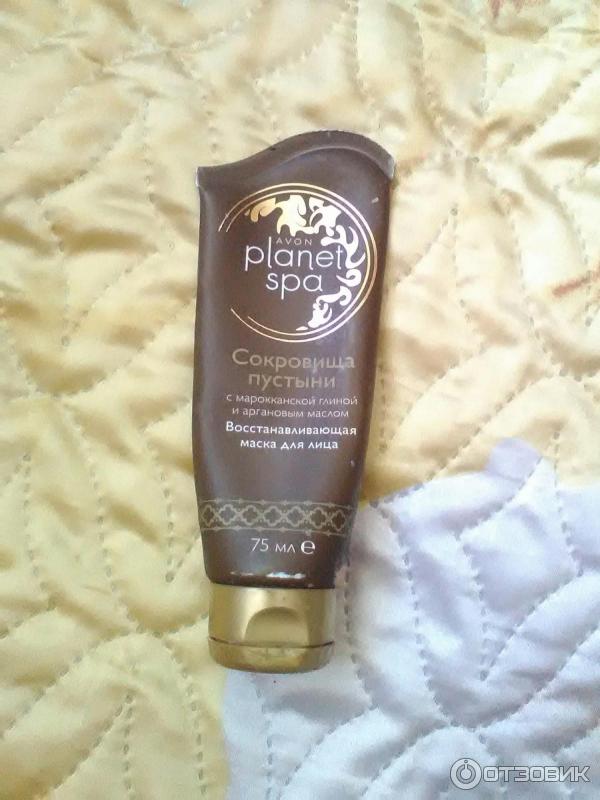 AVON
planet
spa
Сокровища
пустыни
с марокканской глиной
и аргановым маслом
Восстанавливающая
маска для лица
75 мл e
ОТЗОВИК